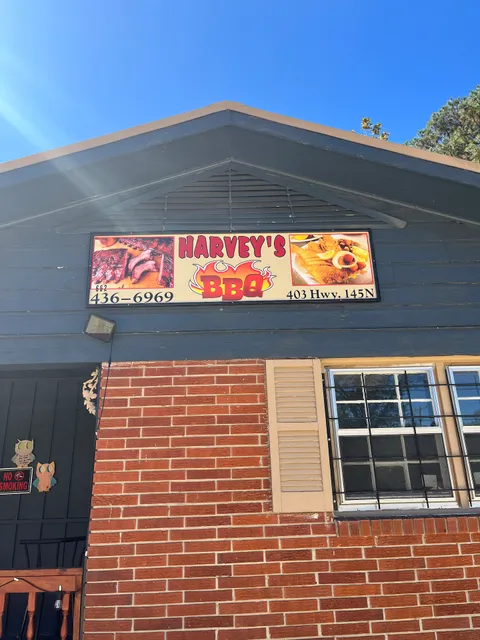 HARVEY'S
BBQ
662
436-6969
403 Hwy. 145N
NO
SMOKING